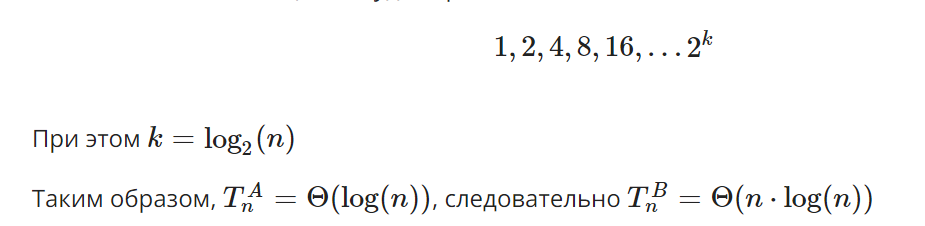 1, 2, 4, 8, 16, … 2^k
При этом k = log₂(n)
Таким образом, T_n^A = Θ(log(n)), следовательно T_n^B = Θ(n · log(n))